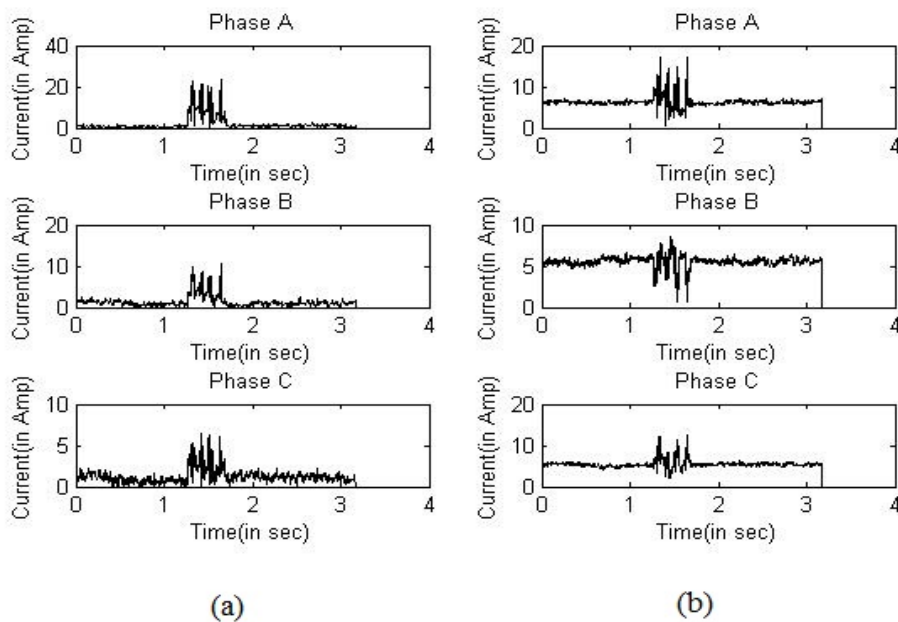 Phase A
Current(in Amp)
40
20
0
0 1 2 3 4
Time(in sec)
Phase B
Current(in Amp)
20
10
0
0 1 2 3 4
Time(in sec)
Phase C
Current(in Amp)
10
5
0
0 1 2 3 4
Time(in sec)
(a)
Phase A
Current(in Amp)
20
10
0
0 1 2 3 4
Time(in sec)
Phase B
Current(in Amp)
10
5
0
0 1 2 3 4
Time(in sec)
Phase C
Current(in Amp)
20
10
0
0 1 2 3 4
Time(in sec)
(b)